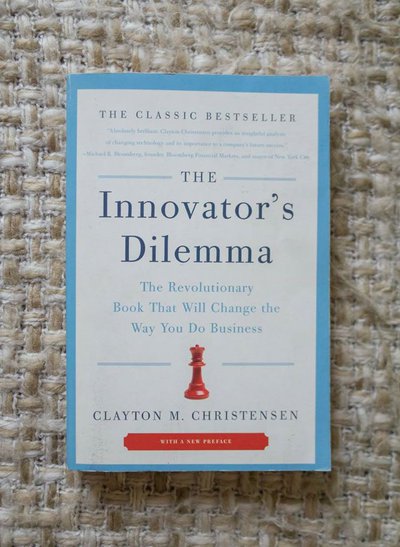 THE CLASSIC BESTSELLER
"Absolutely brilliant. Clayton Christensen provides an insightful analysis
of changing technology and its importance to a company's future success."
–Michael R. Bloomberg, founder, Bloomberg Financial Markets, and mayor of New York City
THE
Innovator's
Dilemma
The Revolutionary
Book That Will Change the
Way You Do Business
CLAYTON M. CHRISTENSEN
WITH A NEW PREFACE